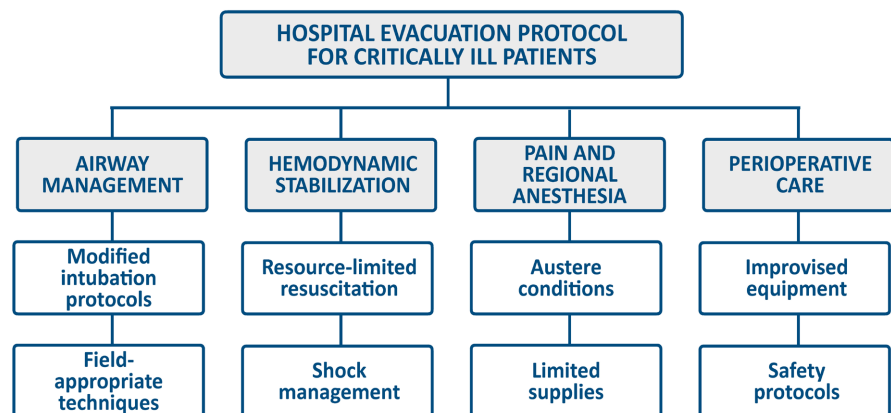 HOSPITAL EVACUATION PROTOCOL
FOR CRITICALLY ILL PATIENTS
AIRWAY
MANAGEMENT
HEMODYNAMIC
STABILIZATION
PAIN AND
REGIONAL
ANESTHESIA
PERIOPERATIVE
CARE
Modified
intubation
protocols
Resource-limited
resuscitation
Austere
conditions
Improvised
equipment
Field-
appropriate
techniques
Shock
management
Limited
supplies
Safety
protocols